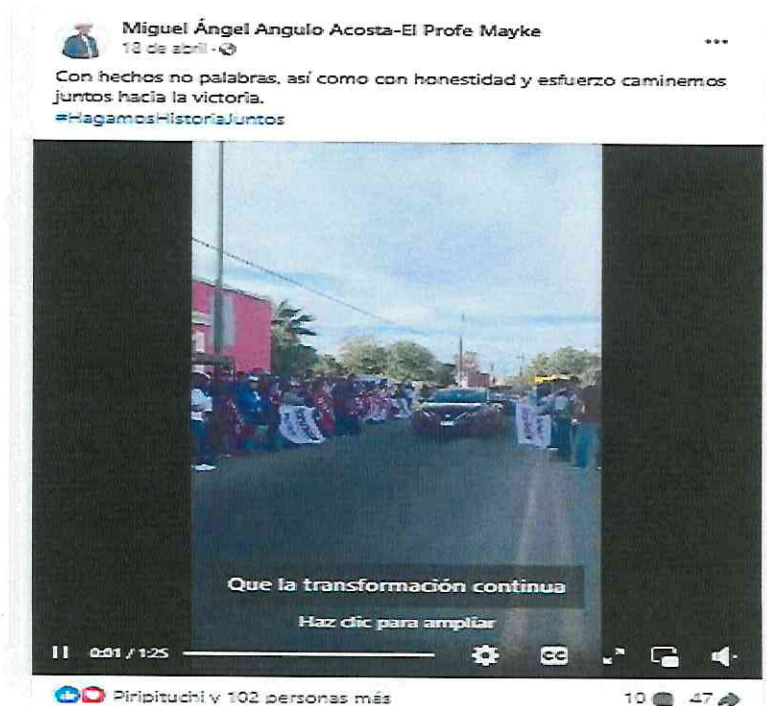 Miguel Ángel Angulo Acosta-El Profe Mayke
18 de abril ·
Con hechos no palabras, así como con honestidad y esfuerzo caminemos
juntos hacia la victoria.
#HagamosHistoriaJuntos
Que la transformación continua
Haz clic para ampliar
0:01 / 1:25
CC
Piripituchi y 102 personas más
19 47